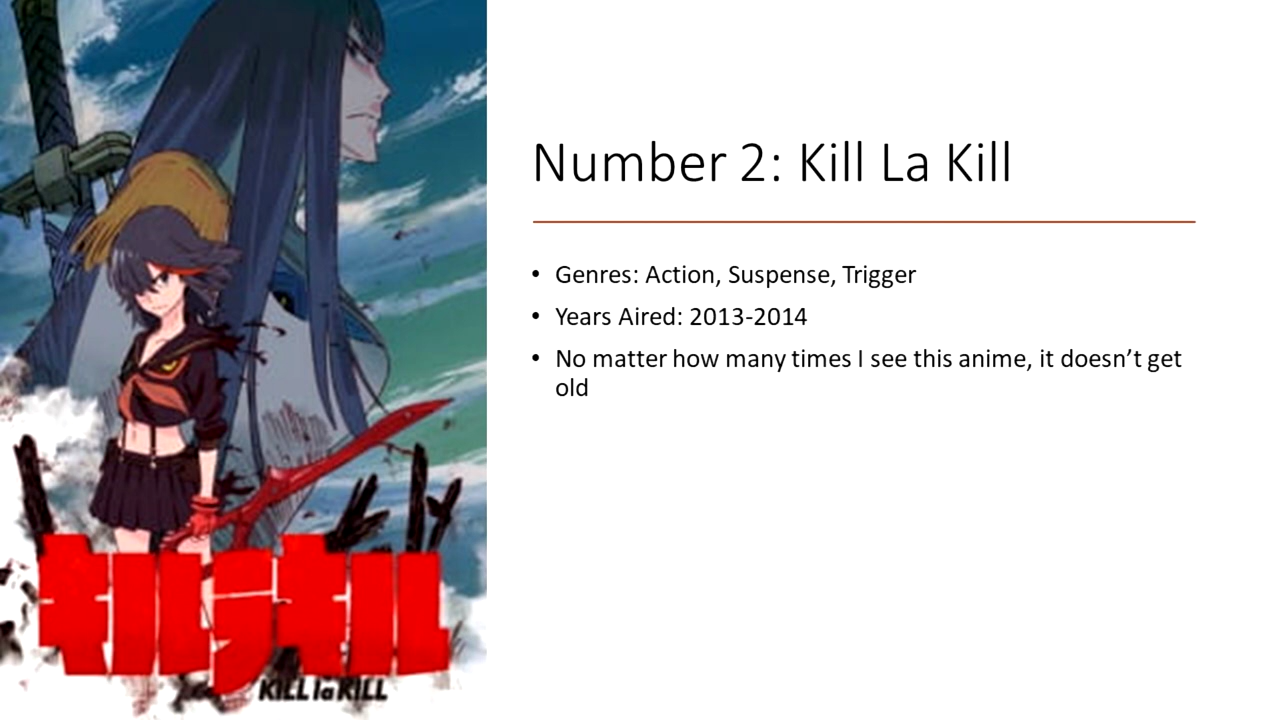 Number 2: Kill La Kill
• Genres: Action, Suspense, Trigger
• Years Aired: 2013-2014
• No matter how many times I see this anime, it doesn’t get
old
キルラキル
KILL la KILL